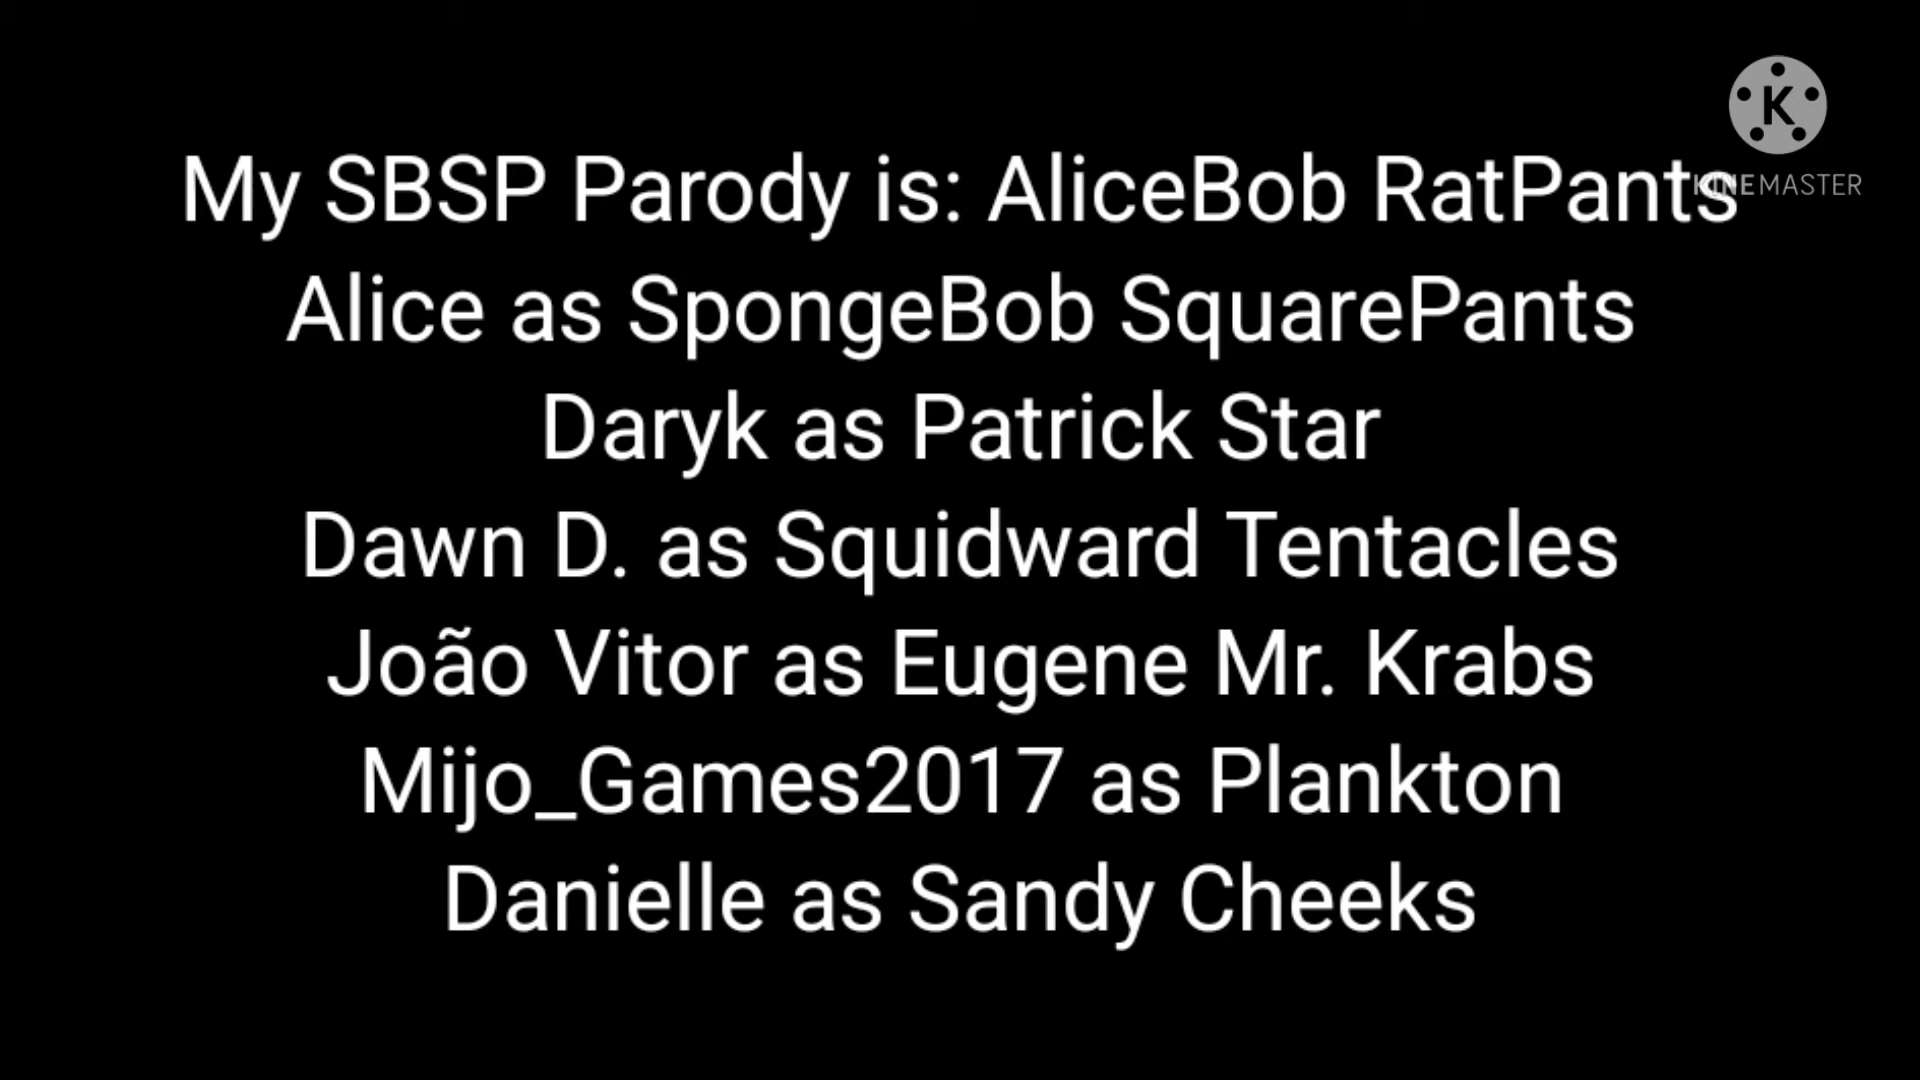 K
KINEMASTER
My SBSP Parody is: AliceBob RatPants
Alice as SpongeBob SquarePants
Daryk as Patrick Star
Dawn D. as Squidward Tentacles
João Vitor as Eugene Mr. Krabs
Mijo_Games2017 as Plankton
Danielle as Sandy Cheeks